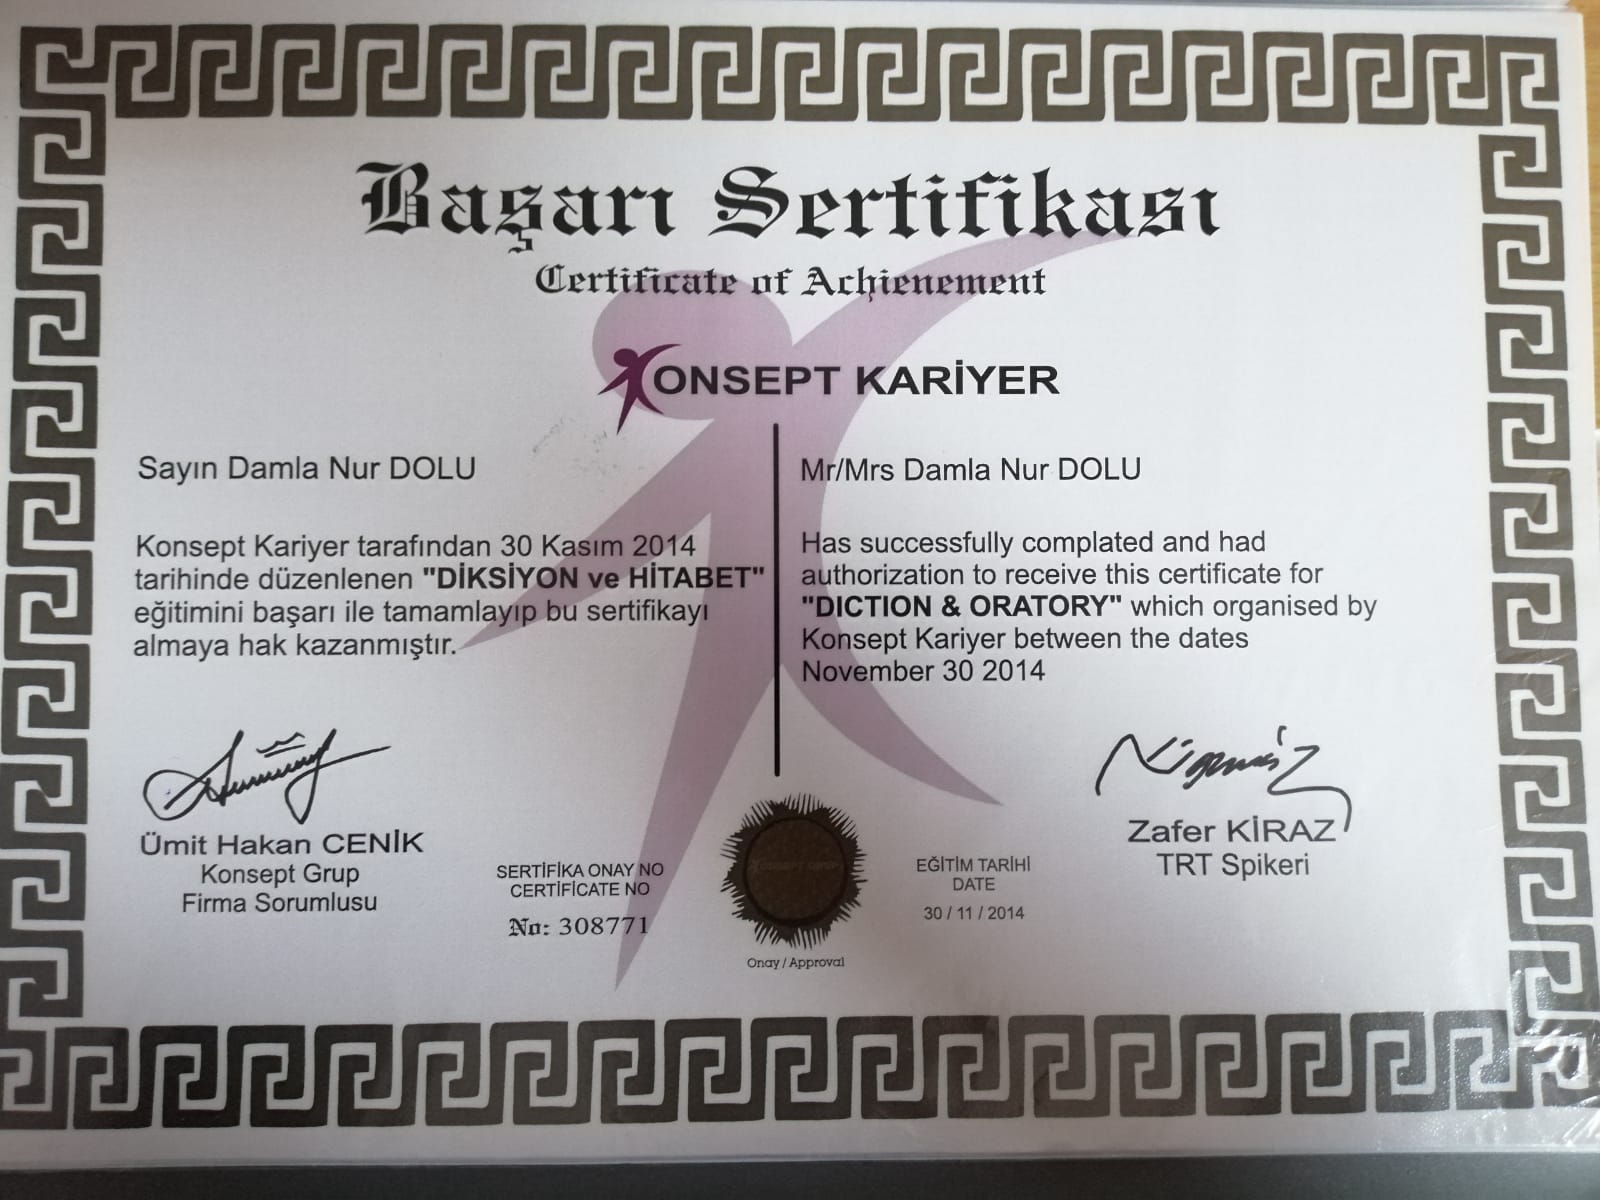 Başarı Sertifikası
Certificate of Achienement
KONSEPT KARİYER
Sayın Damla Nur DOLU
Konsept Kariyer tarafından 30 Kasım 2014
tarihinde düzenlenen "DİKSİYON ve HİTABET"
eğitimini başarı ile tamamlayıp bu sertifikayı
almaya hak kazanmıştır.
Mr/Mrs Damla Nur DOLU
Has successfully complated and had
authorization to receive this certificate for
"DICTION & ORATORY" which organised by
Konsept Kariyer between the dates
November 30 2014
Ümit Hakan CENİK
Konsept Grup
Firma Sorumlusu
SERTİFİKA ONAY NO
CERTİFİCATE NO
No: 308771
Onay / Approval
EĞİTİM TARİHİ
DATE
30 / 11 / 2014
Zafer KİRAZ
TRT Spikeri